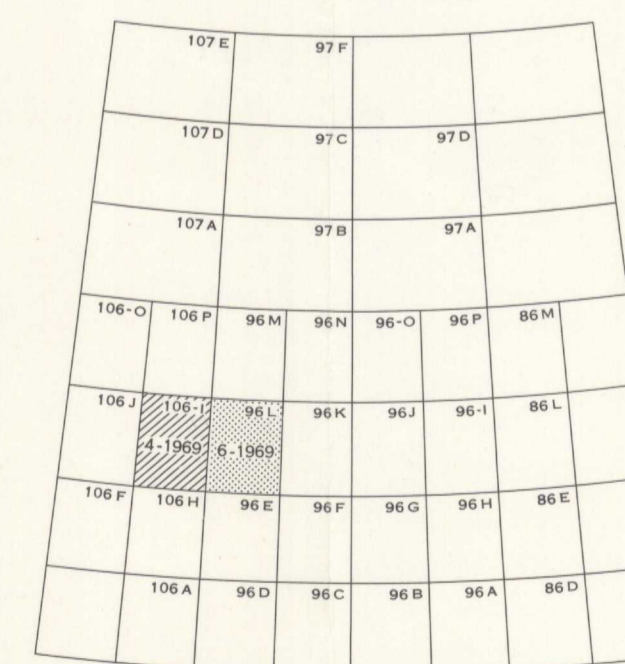 107 E 97 F
107 D 97 C 97 D
107 A 97 B 97 A
106-O 106 P 96 M 96 N 96-O 96 P 86 M
106 J 106-I 96 L 96 K 96 J 96-I 86 L
4-1969 6-1969
106 F 106 H 96 E 96 F 96 G 96 H 86 E
106 A 96 D 96 C 96 B 96 A 86 D